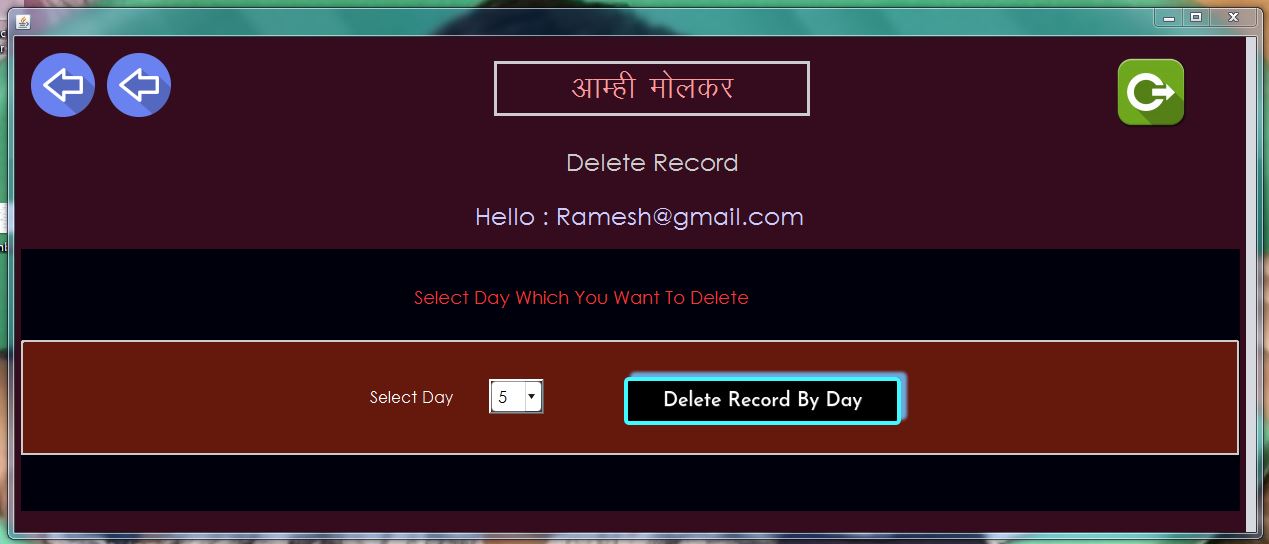 आम्ही मोलकर
Delete Record
Hello : Ramesh@gmail.com
Select Day Which You Want To Delete
Select Day 5 Delete Record By Day